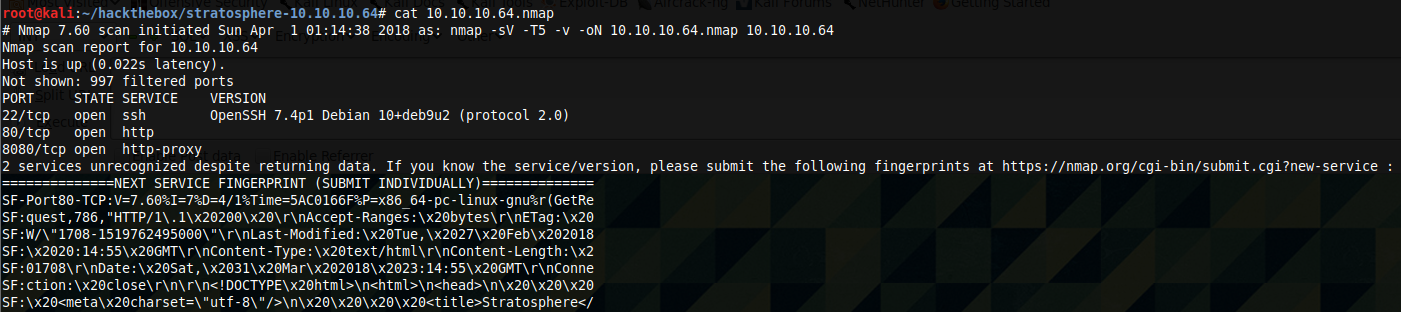 root@kali:~/hackthebox/stratosphere-10.10.10.64# cat 10.10.10.64.nmap
# Nmap 7.60 scan initiated Sun Apr  1 01:14:38 2018 as: nmap -sV -T5 -v -oN 10.10.10.64.nmap 10.10.10.64
Nmap scan report for 10.10.10.64
Host is up (0.022s latency).
Not shown: 997 filtered ports
PORT     STATE SERVICE    VERSION
22/tcp   open  ssh        OpenSSH 7.4p1 Debian 10+deb9u2 (protocol 2.0)
80/tcp   open  http
8080/tcp open  http-proxy
2 services unrecognized despite returning data. If you know the service/version, please submit the following fingerprints at https://nmap.org/cgi-bin/submit.cgi?new-service :
==============NEXT SERVICE FINGERPRINT (SUBMIT INDIVIDUALLY)==============
SF-Port80-TCP:V=7.60%I=7%D=4/1%Time=5AC0166F%P=x86_64-pc-linux-gnu%r(GetRe
SF:quest,786,"HTTP/1\.1\x20200\x20\r\nAccept-Ranges:\x20bytes\r\nETag:\x20
SF:W/\"1708-1519762495000\"\r\nLast-Modified:\x20Tue,\x2027\x20Feb\x202018
SF:\x2020:14:55\x20GMT\r\nContent-Type:\x20text/html\r\nContent-Length:\x2
SF:01708\r\nDate:\x20Sat,\x2031\x20Mar\x202018\x2023:14:55\x20GMT\r\nConne
SF:ction:\x20close\r\n\r\n<!DOCTYPE\x20html>\n<html>\n<head>\n\x20\x20\x20
SF:\x20<meta\x20charset=\"utf-8\"/>\n\x20\x20\x20\x20<title>Stratosphere</